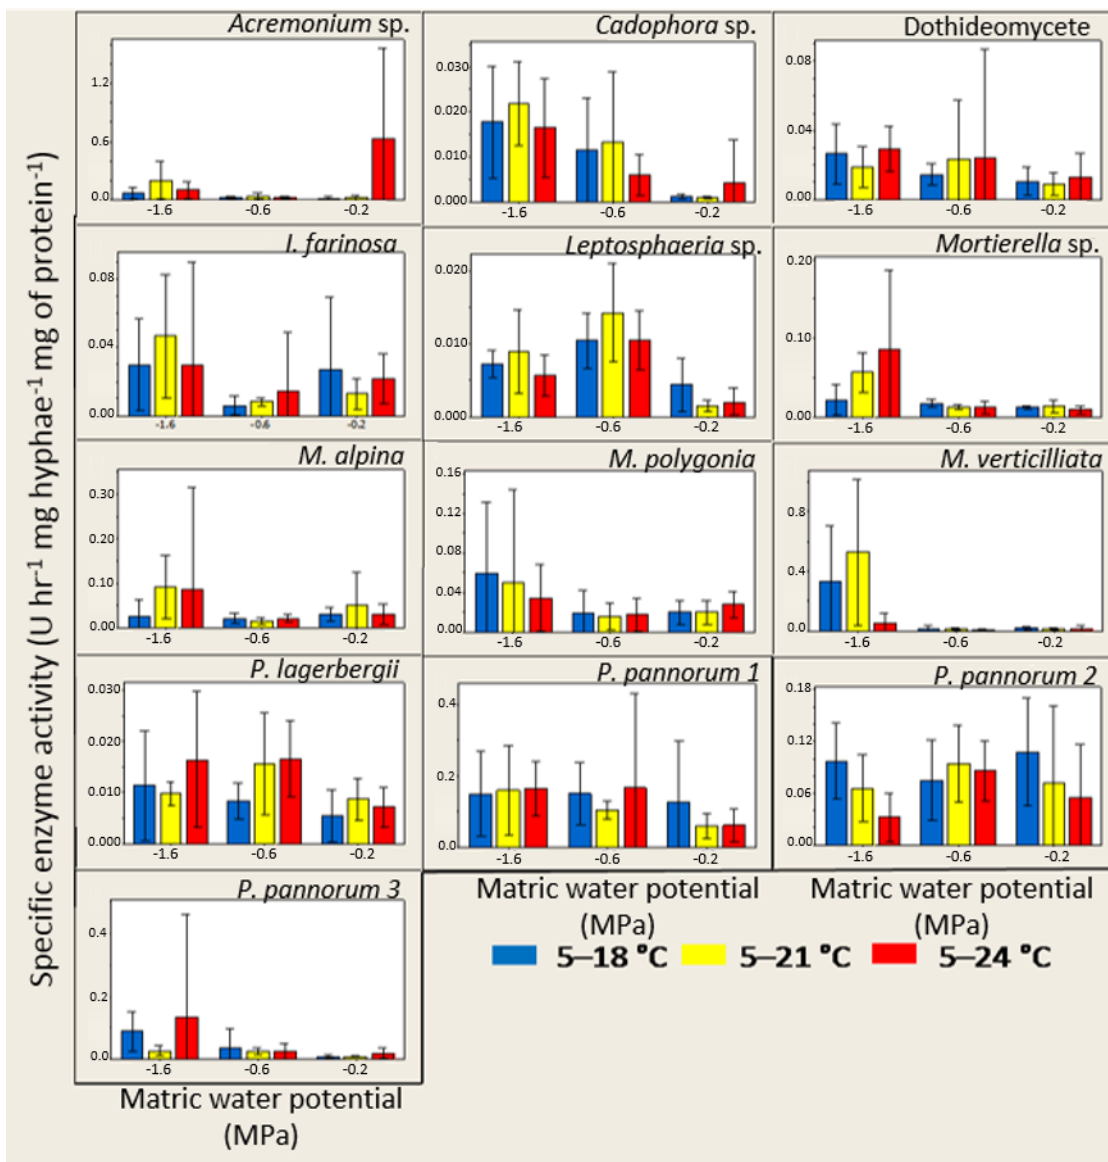 Specific enzyme activity (U hr-1 mg hyphae-1 mg of protein-1)
Acremonium sp.
1.2
0.6
0.0
-1.6 -0.6 -0.2
Cadophora sp.
0.030
0.020
0.010
0.000
-1.6 -0.6 -0.2
Dothideomycete
0.08
0.04
0.00
-1.6 -0.6 -0.2
I. farinosa
0.08
0.04
0.00
-1.6 -0.6 -0.2
Leptosphaeria sp.
0.020
0.010
0.000
-1.6 -0.6 -0.2
Mortierella sp.
0.20
0.10
0.00
-1.6 -0.6 -0.2
M. alpina
0.30
0.20
0.10
0.00
-1.6 -0.6 -0.2
M. polygonia
0.16
0.12
0.08
0.04
0.00
-1.6 -0.6 -0.2
M. verticilliata
0.8
0.4
0.0
-1.6 -0.6 -0.2
P. lagerbergii
0.030
0.020
0.010
0.000
-1.6 -0.6 -0.2
P. pannorum 1
0.4
0.2
0.0
-1.6 -0.6 -0.2
P. pannorum 2
0.18
0.12
0.06
0.00
-1.6 -0.6 -0.2
P. pannorum 3
0.4
0.2
0.0
-1.6 -0.6 -0.2
Matric water potential
(MPa)
Matric water potential
(MPa)
5–18 °C 5–21 °C 5–24 °C
Matric water potential
(MPa)